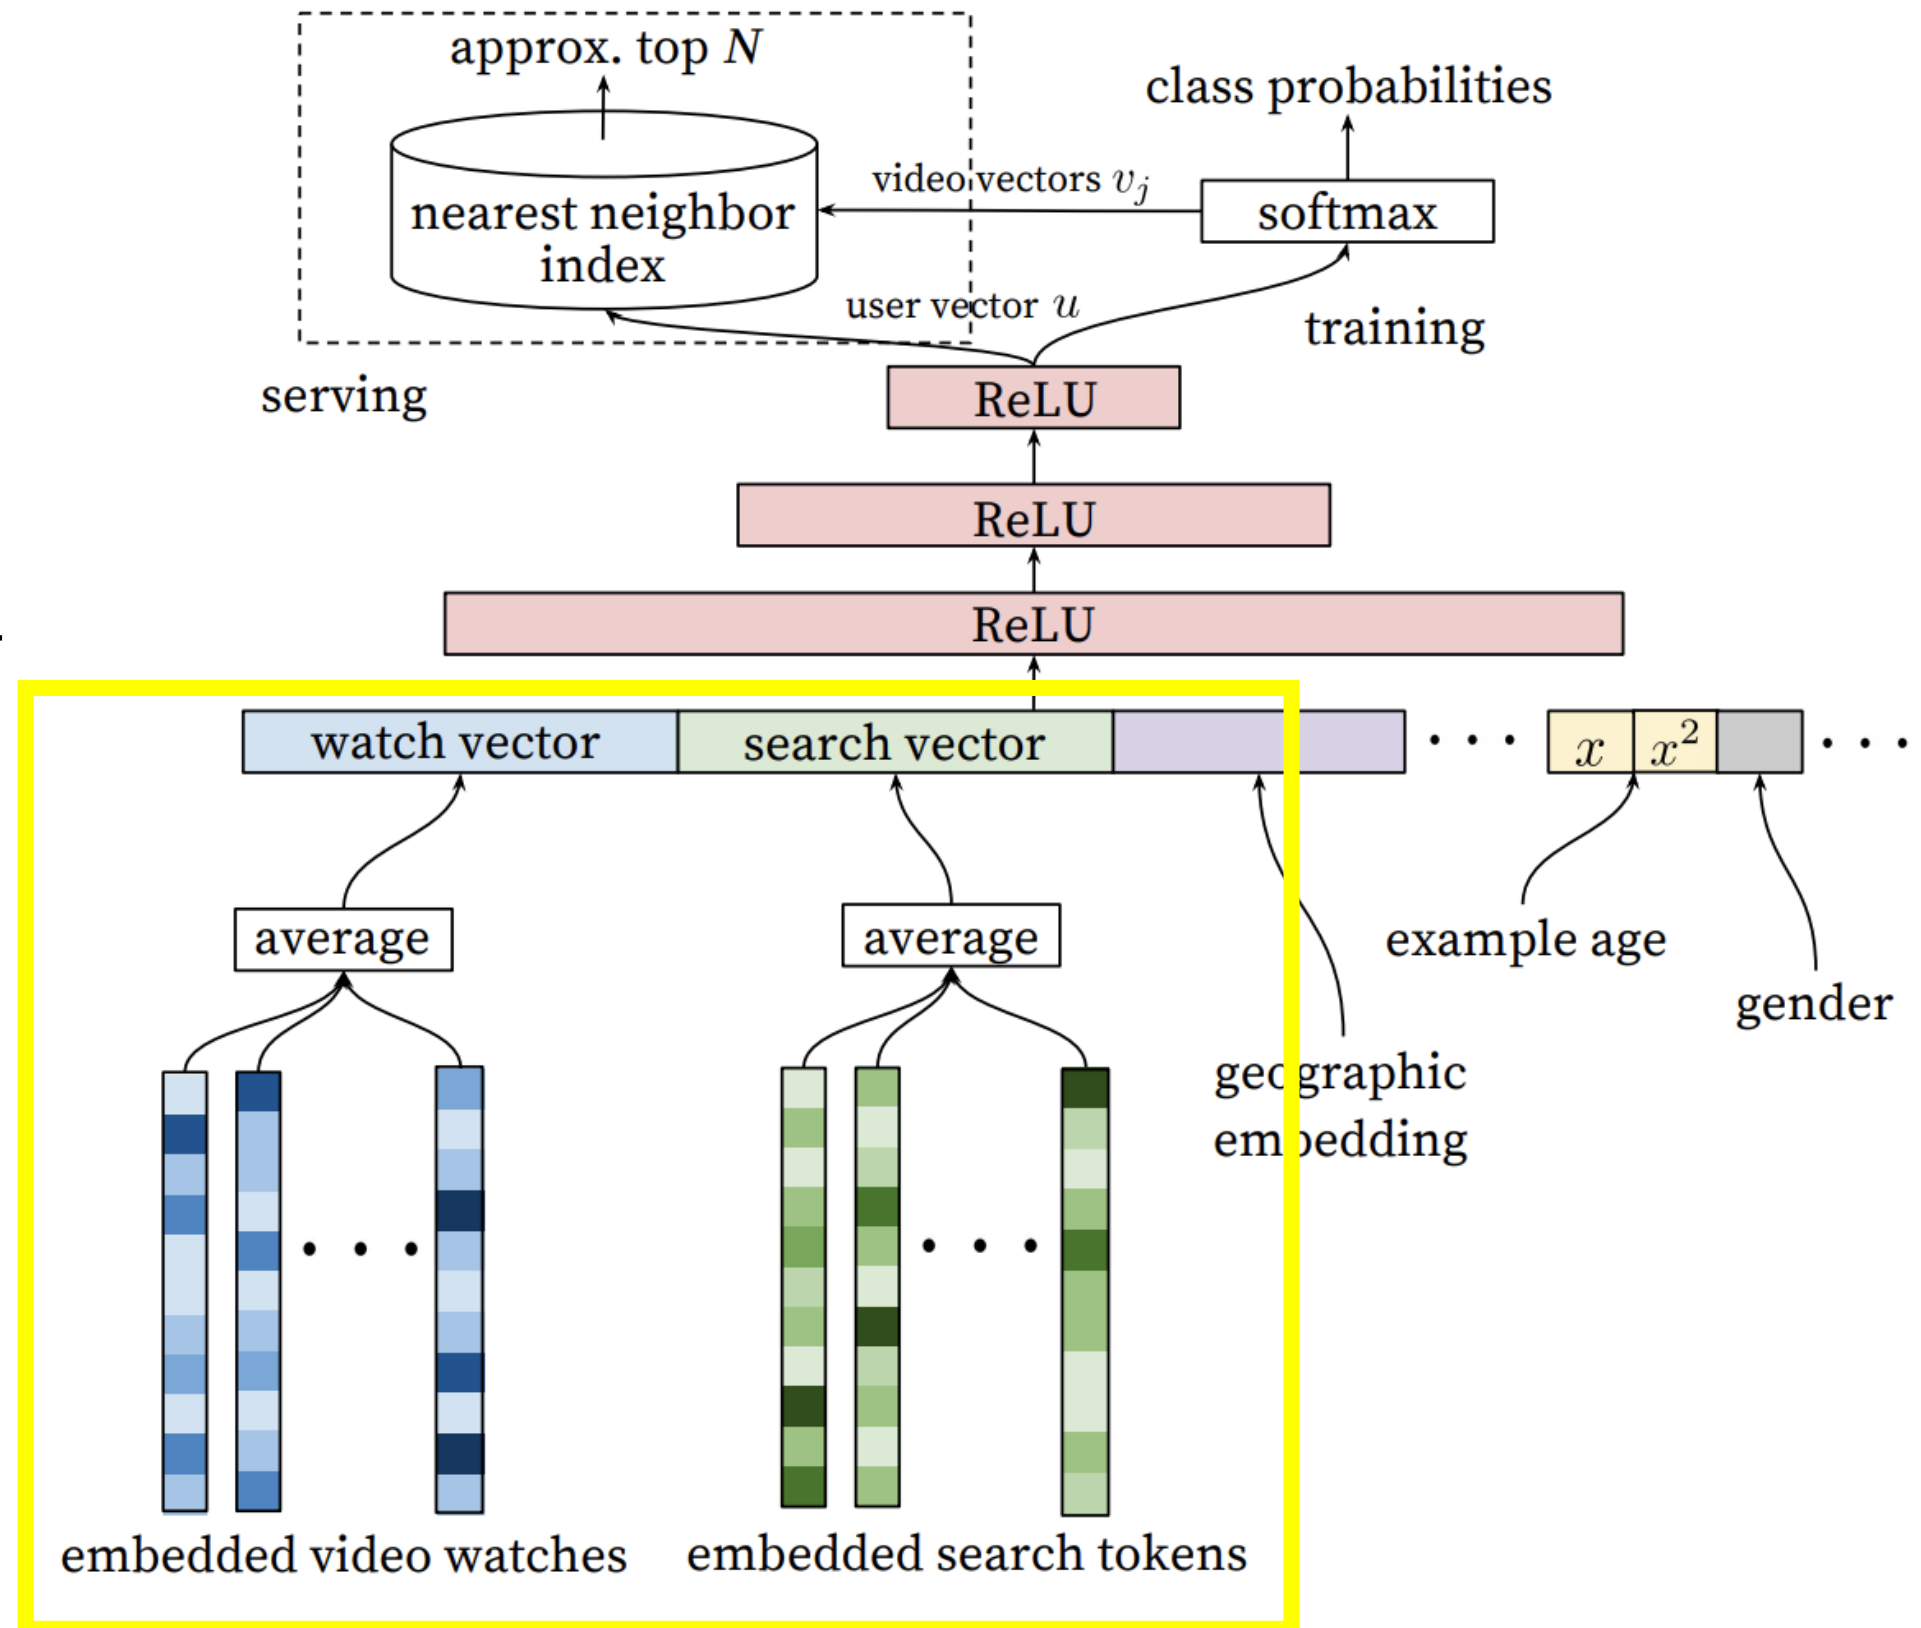 approx. top N
class probabilities
video vectors v_j
nearest neighbor
index
softmax
user vector u
training
serving
ReLU
ReLU
ReLU
watch vector
search vector
x
x²
average
average
example age
gender
geographic
embedding
embedded video watches
embedded search tokens